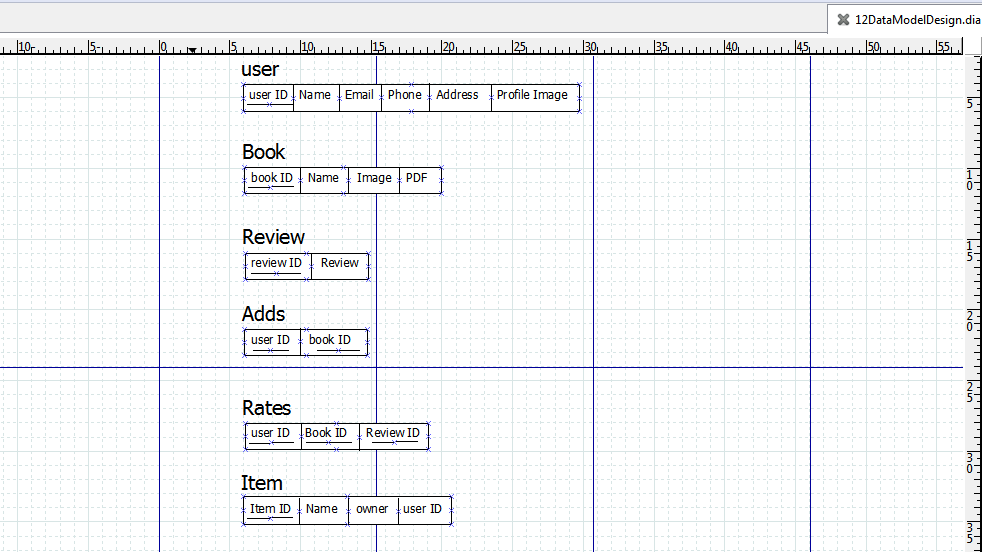 12DataModelDesign.dia
10 5 0 5 10 15 20 25 30 35 40 45 50 55
user
user ID Name Email Phone Address Profile Image
5
Book
book ID Name Image PDF
10
Review
review ID Review
15
Adds
user ID book ID
20
25
Rates
user ID Book ID Review ID
30
Item
Item ID Name owner user ID
35